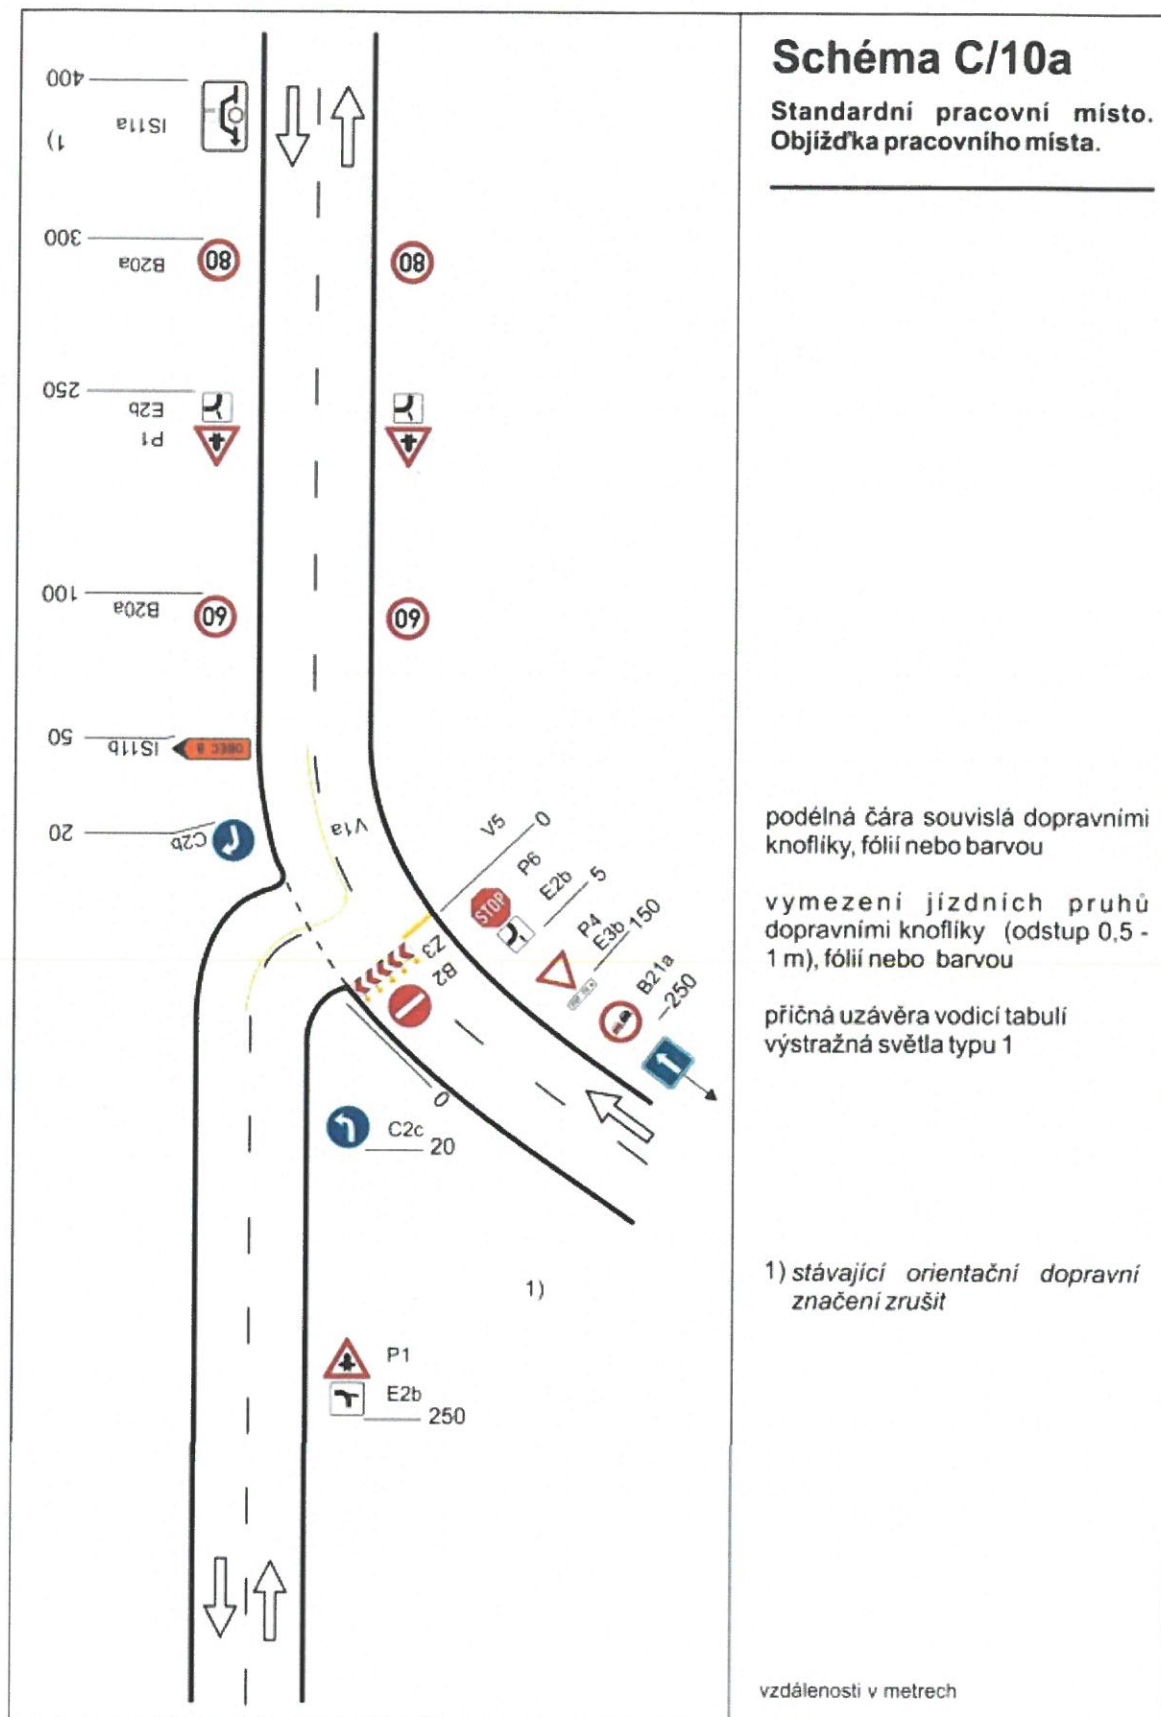 Schéma C/10a
Standardní pracovní místo.
Objížďka pracovního místa.
400
IS11a
1)
300
B20a
80
80
250
E2b
P1
100
B20a
60
60
50
IS11b
OBEC B
20
C2b
V1a
V5
0
P6
STOP
E2b
5
P4
E3b
150
B21a
250
Z3
B2
0
C2c
20
1)
P1
E2b
250
podélná čára souvislá dopravními
knoflíky, fólií nebo barvou
vymezení jízdních pruhů
dopravními knoflíky (odstup 0,5 -
1 m), fólií nebo barvou
příčná uzávěra vodicí tabulí
výstražná světla typu 1
1) stávající orientační dopravní
značení zrušit
vzdálenosti v metrech